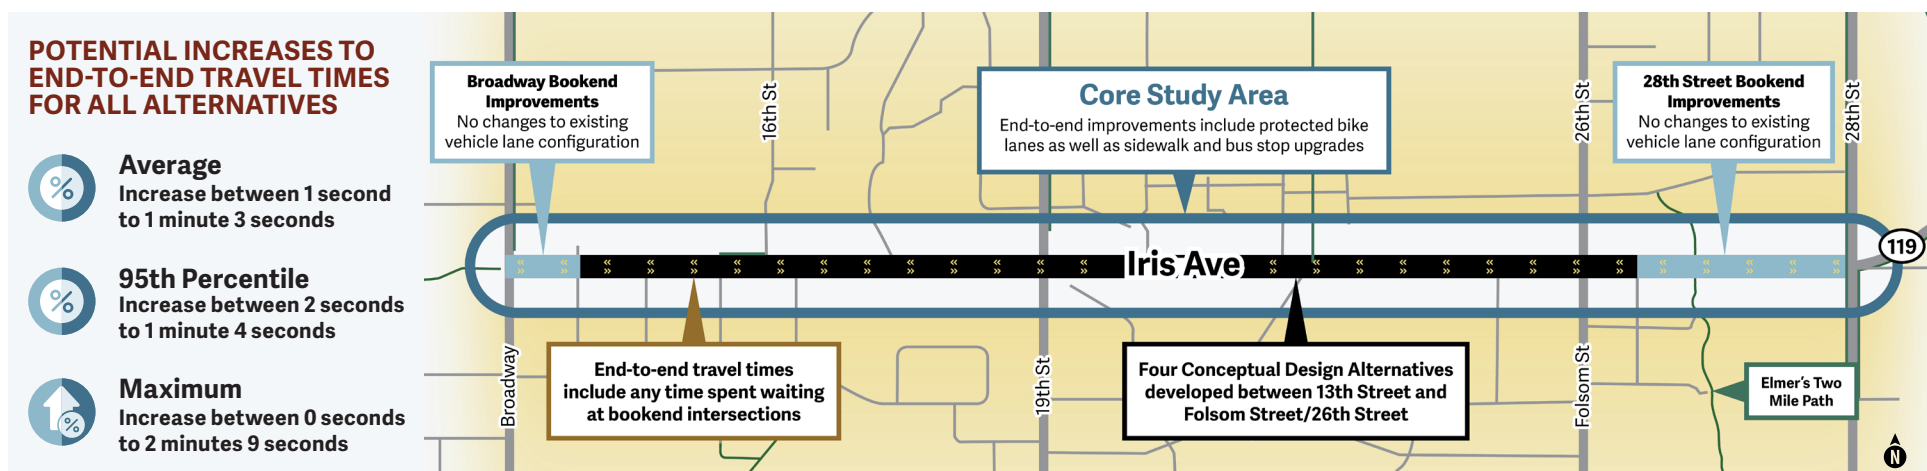 POTENTIAL INCREASES TO
END-TO-END TRAVEL TIMES
FOR ALL ALTERNATIVES
Average
Increase between 1 second
to 1 minute 3 seconds
95th Percentile
Increase between 2 seconds
to 1 minute 4 seconds
Maximum
Increase between 0 seconds
to 2 minutes 9 seconds
Broadway Bookend
Improvements
No changes to existing
vehicle lane configuration
16th St
Core Study Area
End-to-end improvements include protected bike
lanes as well as sidewalk and bus stop upgrades
26th St
28th Street Bookend
Improvements
No changes to existing
vehicle lane configuration
28th St
119
Iris Ave
Broadway
End-to-end travel times
include any time spent waiting
at bookend intersections
19th St
Four Conceptual Design Alternatives
developed between 13th Street and
Folsom Street/26th Street
Folsom St
Elmer's Two
Mile Path
N